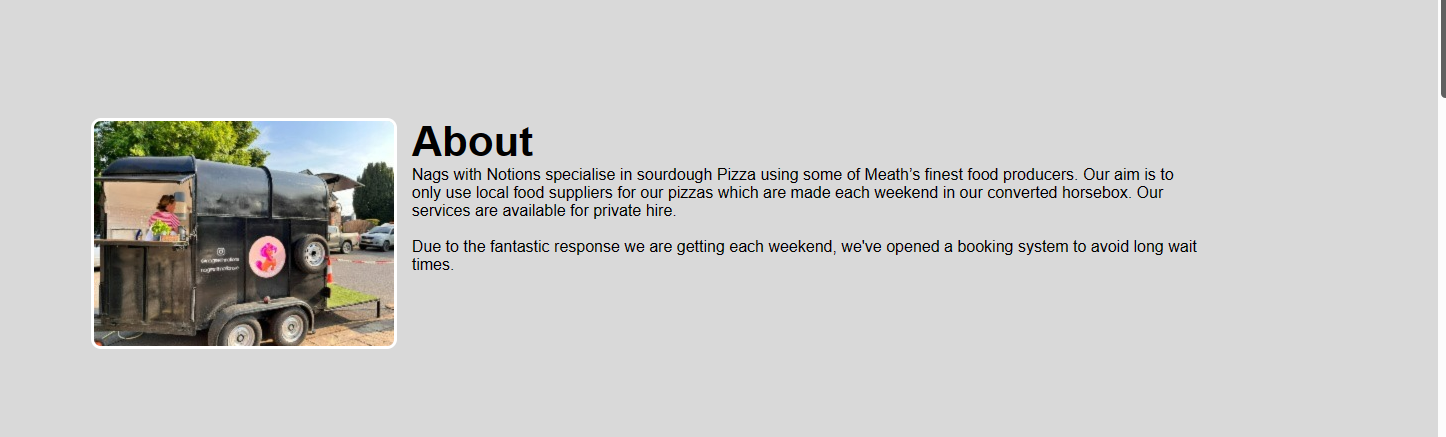 About
Nags with Notions specialise in sourdough Pizza using some of Meath’s finest food producers. Our aim is to
only use local food suppliers for our pizzas which are made each weekend in our converted horsebox. Our
services are available for private hire.
Due to the fantastic response we are getting each weekend, we've opened a booking system to avoid long wait
times.